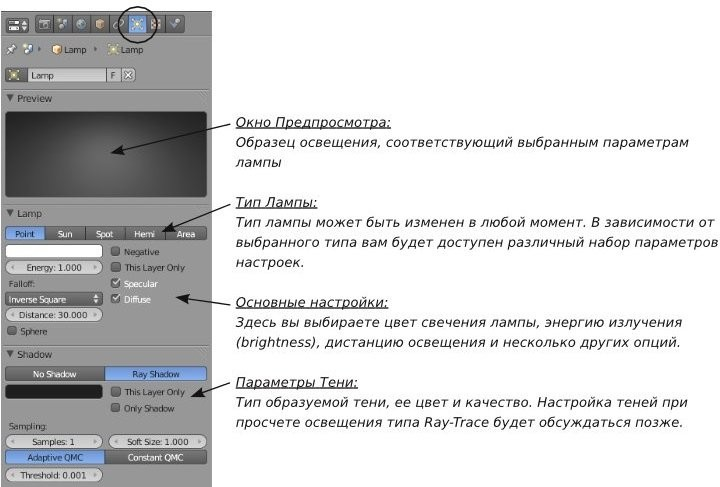 Lamp
Lamp
Lamp
F
Preview
Окно Предпросмотра:
Образец освещения, соответствующий выбранным параметрам
лампы
Lamp
Point
Sun
Spot
Hemi
Area
Negative
Energy: 1.000
This Layer Only
Falloff:
Specular
Inverse Square
Diffuse
Distance: 30.000
Sphere
Тип Лампы:
Тип лампы может быть изменен в любой момент. В зависимости от
выбранного типа вам будет доступен различный набор параметров
настроек.
Основные настройки:
Здесь вы выбираете цвет свечения лампы, энергию излучения
(brightness), дистанцию освещения и несколько других опций.
Shadow
No Shadow
Ray Shadow
This Layer Only
Only Shadow
Sampling:
Samples: 1
Soft Size: 1.000
Adaptive QMC
Constant QMC
Threshold: 0.001
Параметры Тени:
Тип образуемой тени, ее цвет и качество. Настройка теней при
просчете освещения типа Ray-Trace будет обсуждаться позже.